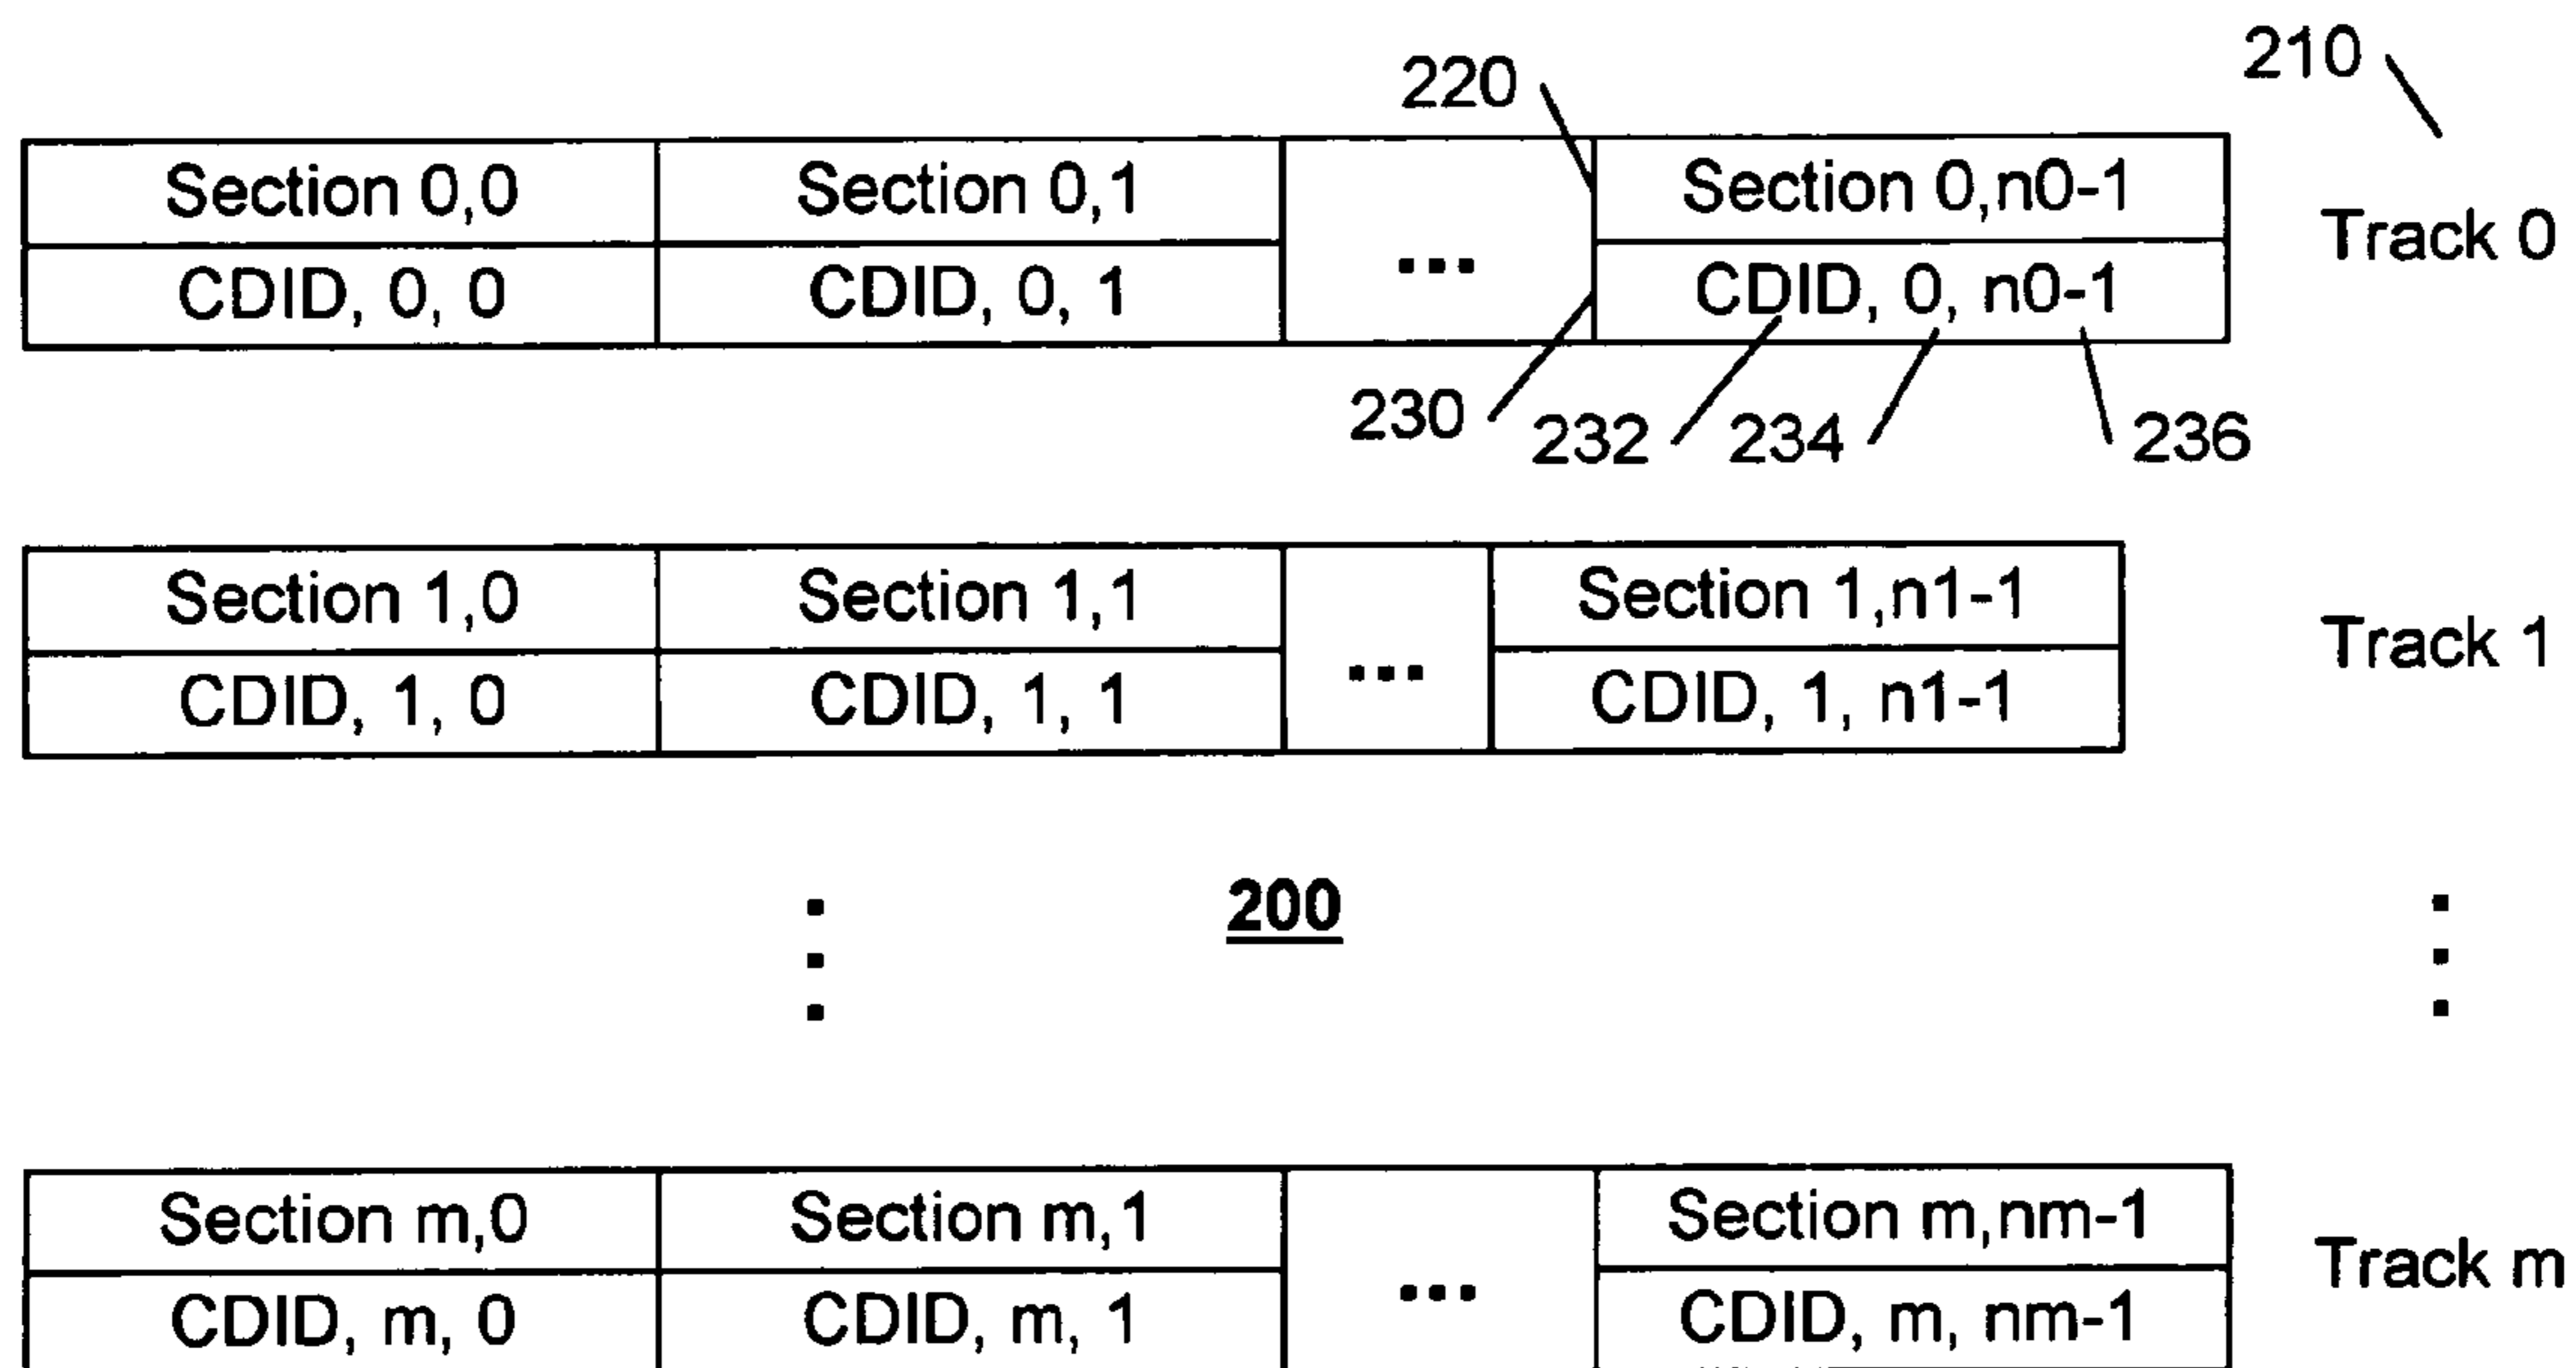 210
220
Section 0,0 Section 0,1 Section 0,n0-1
Track 0
...
CDID, 0, 0 CDID, 0, 1 CDID, 0, n0-1
230 232 234 236
Section 1,0 Section 1,1 Section 1,n1-1
Track 1
...
CDID, 1, 0 CDID, 1, 1 CDID, 1, n1-1
200
Section m,0 Section m,1 Section m,nm-1
Track m
...
CDID, m, 0 CDID, m, 1 CDID, m, nm-1